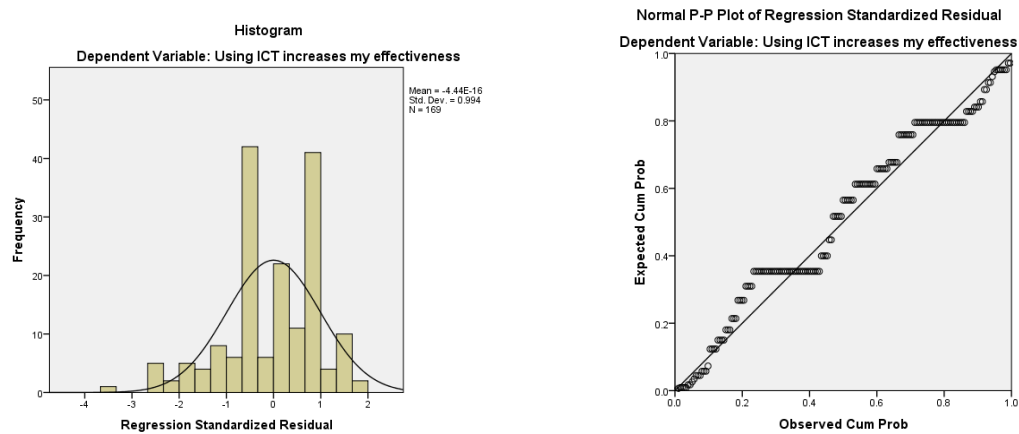 Histogram
Dependent Variable: Using ICT increases my effectiveness
Mean = -4.44E-16
Std. Dev. = 0.994
N = 169
50
40
30
20
10
0
Frequency
-4 -3 -2 -1 0 1 2
Regression Standardized Residual
Normal P-P Plot of Regression Standardized Residual
Dependent Variable: Using ICT increases my effectiveness
1.0
0.8
0.6
0.4
0.2
0.0
Expected Cum Prob
0.0 0.2 0.4 0.6 0.8 1.0
Observed Cum Prob